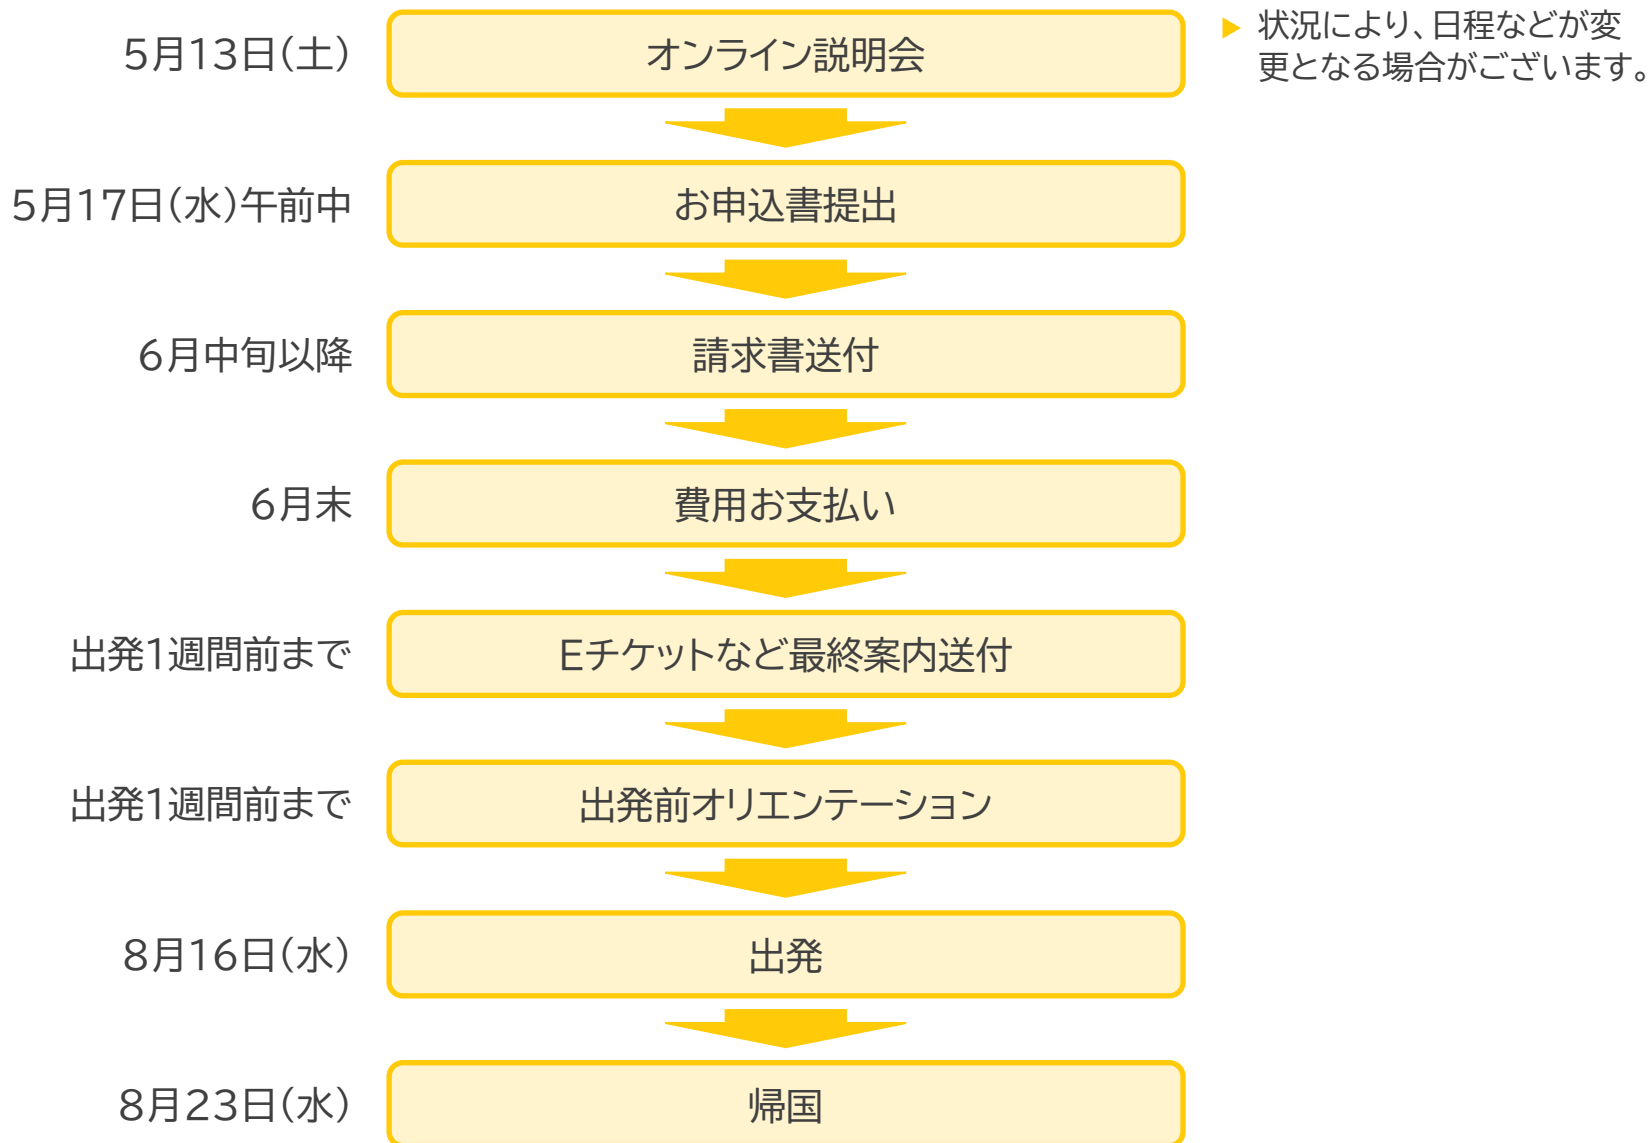 5月13日(土)
オンライン説明会
▶ 状況により、日程などが変
更となる場合がございます。
5月17日(水)午前中
お申込書提出
6月中旬以降
請求書送付
6月末
費用お支払い
出発1週間前まで
Eチケットなど最終案内送付
出発1週間前まで
出発前オリエンテーション
8月16日(水)
出発
8月23日(水)
帰国